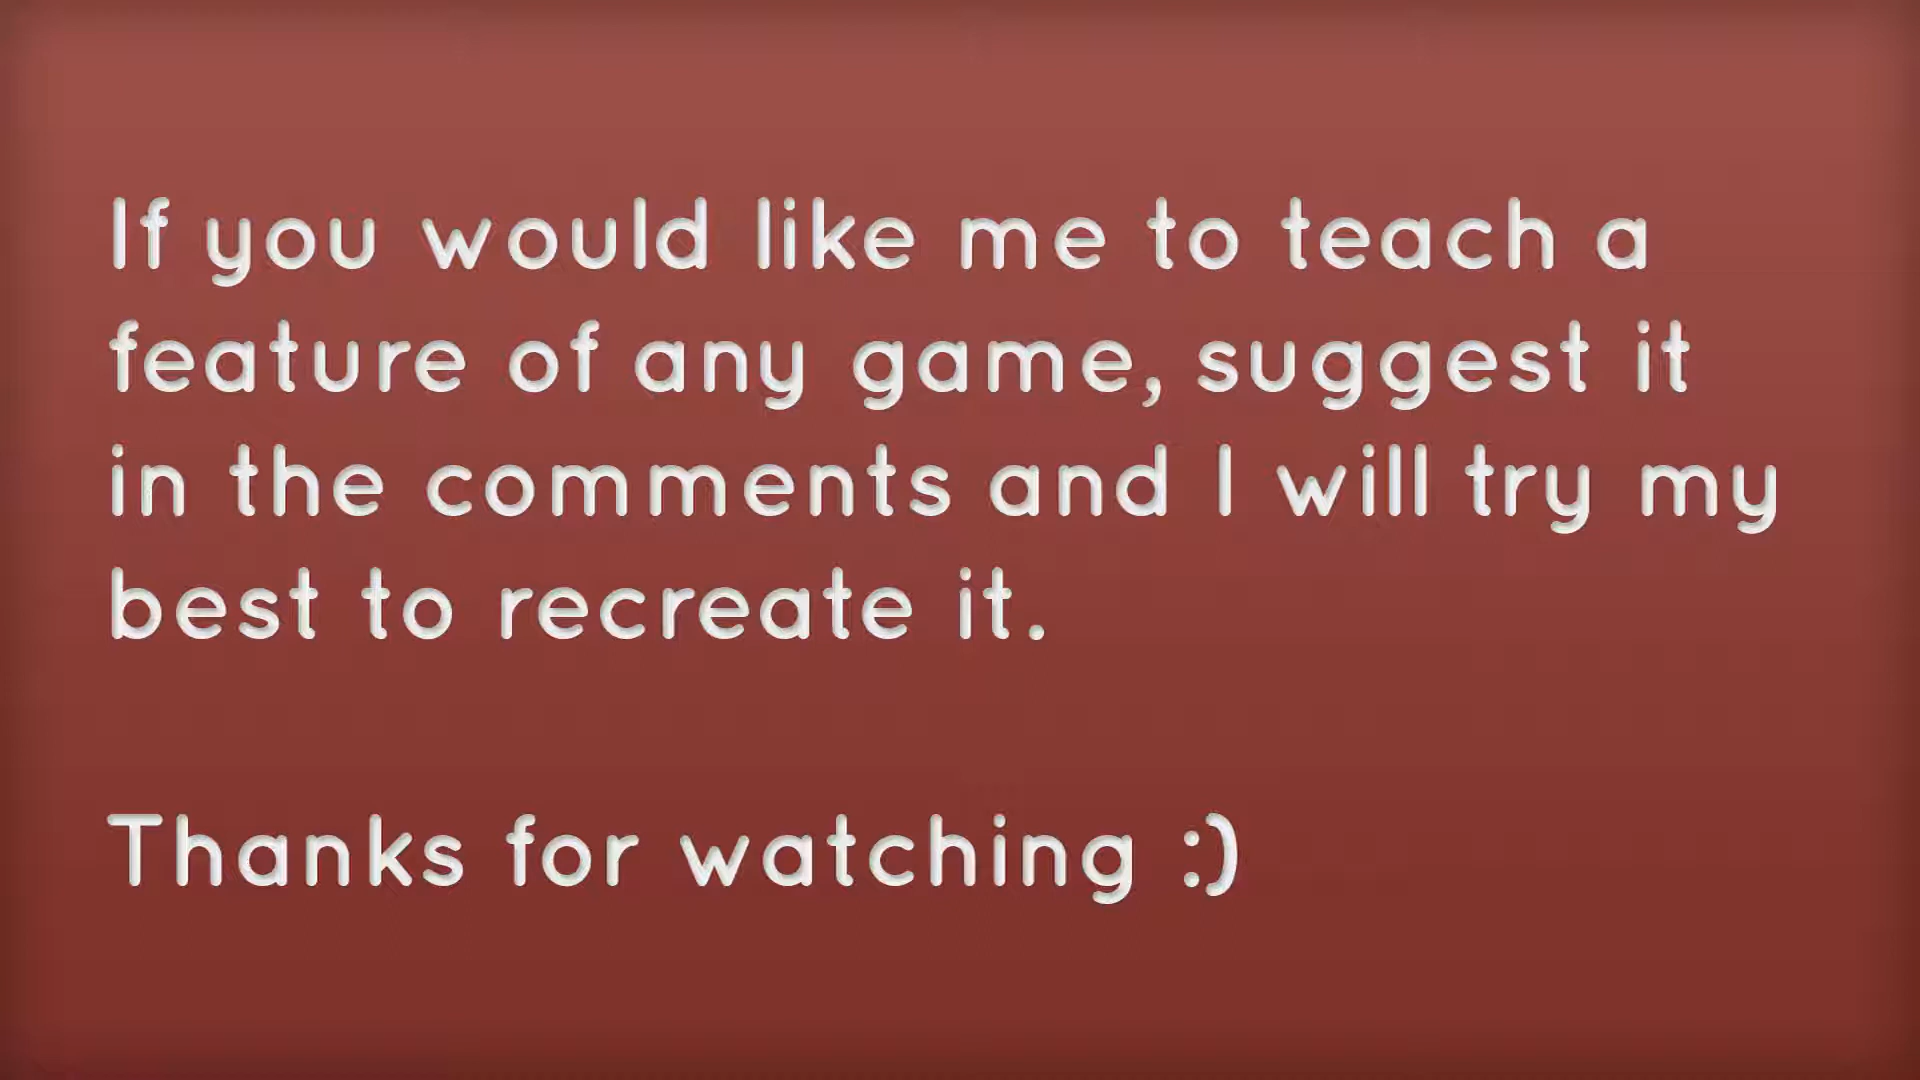 If you would like me to teach a
feature of any game, suggest it
in the comments and I will try my
best to recreate it.
Thanks for watching :)